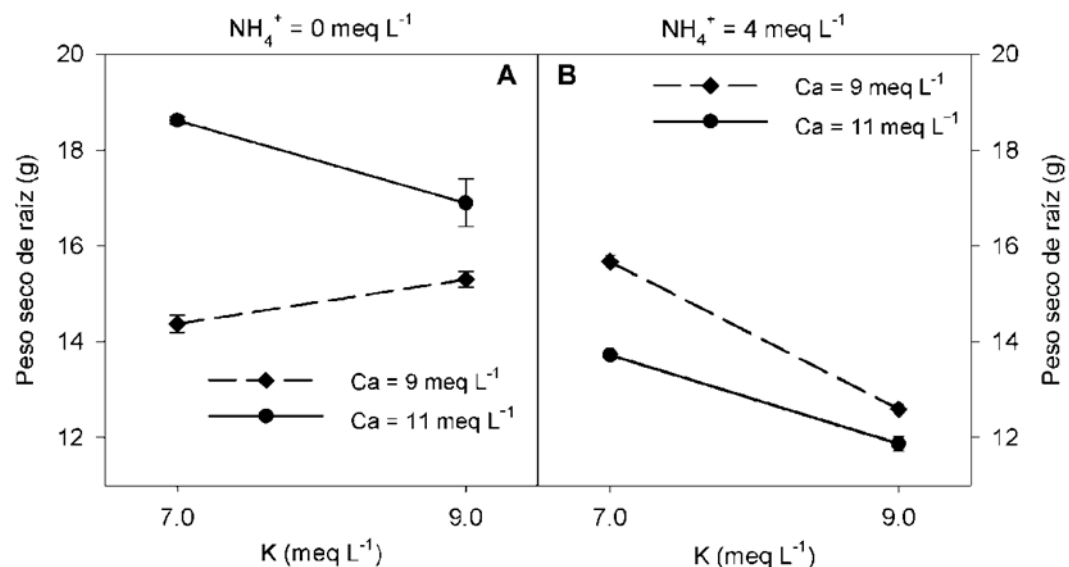 NH₄⁺ = 0 meq L⁻¹
NH₄⁺ = 4 meq L⁻¹
20
18
16
14
12
Peso seco de raíz (g)
A
Ca = 9 meq L⁻¹
Ca = 11 meq L⁻¹
7.0
9.0
K (meq L⁻¹)
B
Ca = 9 meq L⁻¹
Ca = 11 meq L⁻¹
7.0
9.0
K (meq L⁻¹)
20
18
16
14
12
Peso seco de raíz (g)